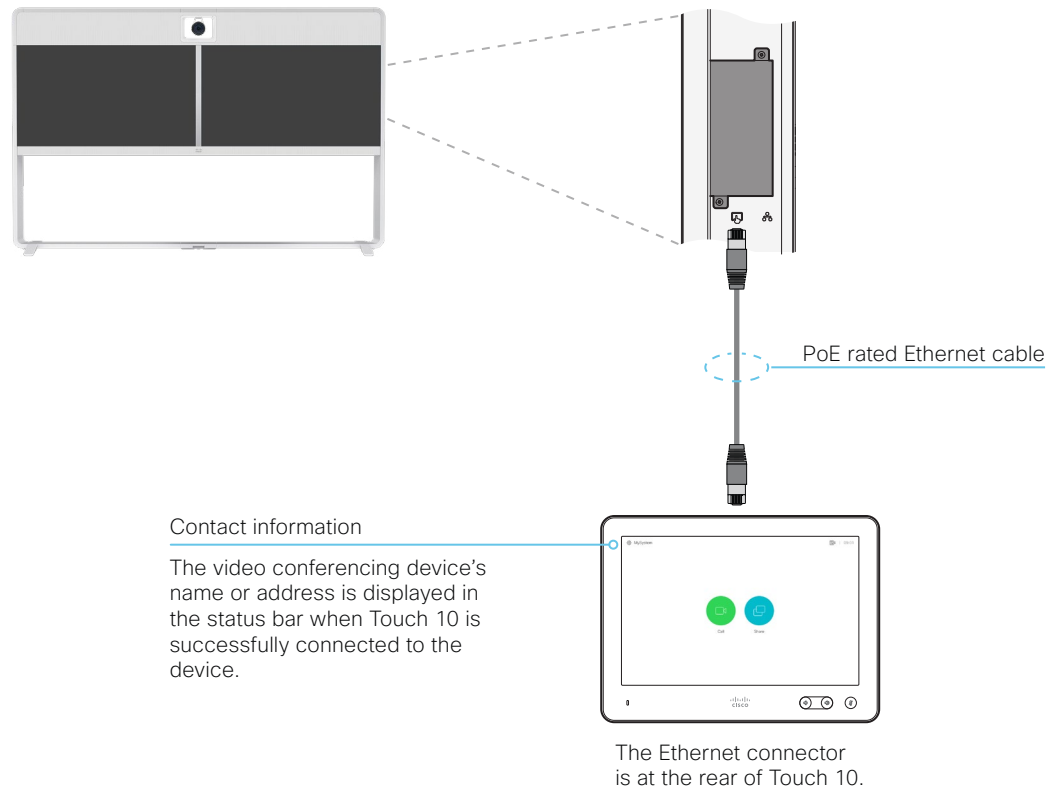 PoE rated Ethernet cable
Contact information
The video conferencing device's
name or address is displayed in
the status bar when Touch 10 is
successfully connected to the
device.
MySystem
Call
Share
cisco
The Ethernet connector
is at the rear of Touch 10.